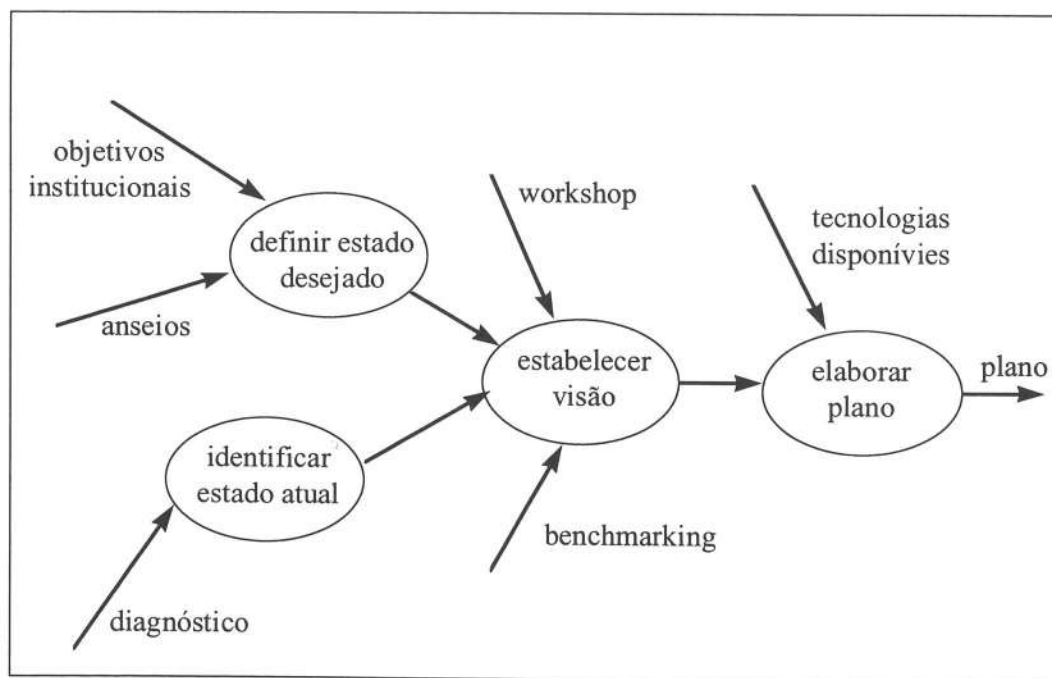 objetivos
institucionais
anseios
definir estado
desejado
identificar
estado atual
diagnóstico
workshop
estabelecer
visão
benchmarking
tecnologias
disponívies
elaborar
plano
plano